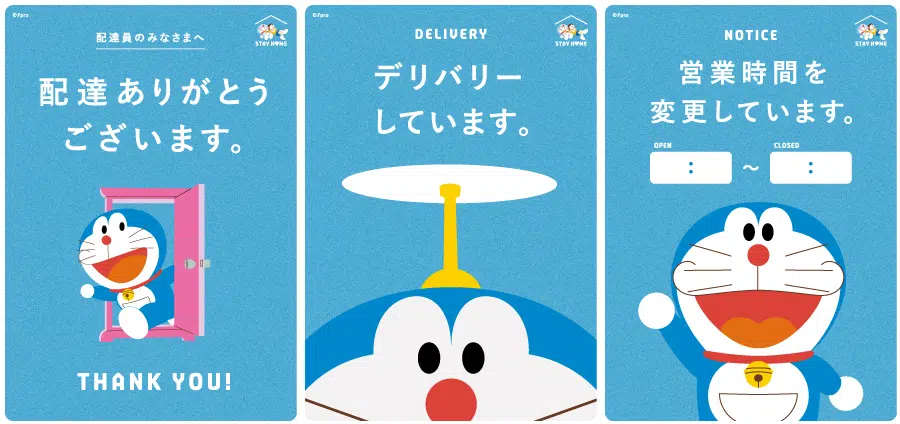 ©Fpro
配達員のみなさまへ
STAY HOME
配達ありがとう
ございます。
THANK YOU!
©Fpro
DELIVERY
STAY HOME
デリバリー
しています。
©Fpro
NOTICE
STAY HOME
営業時間を
変更しています。
OPEN CLOSED
: 〜 :